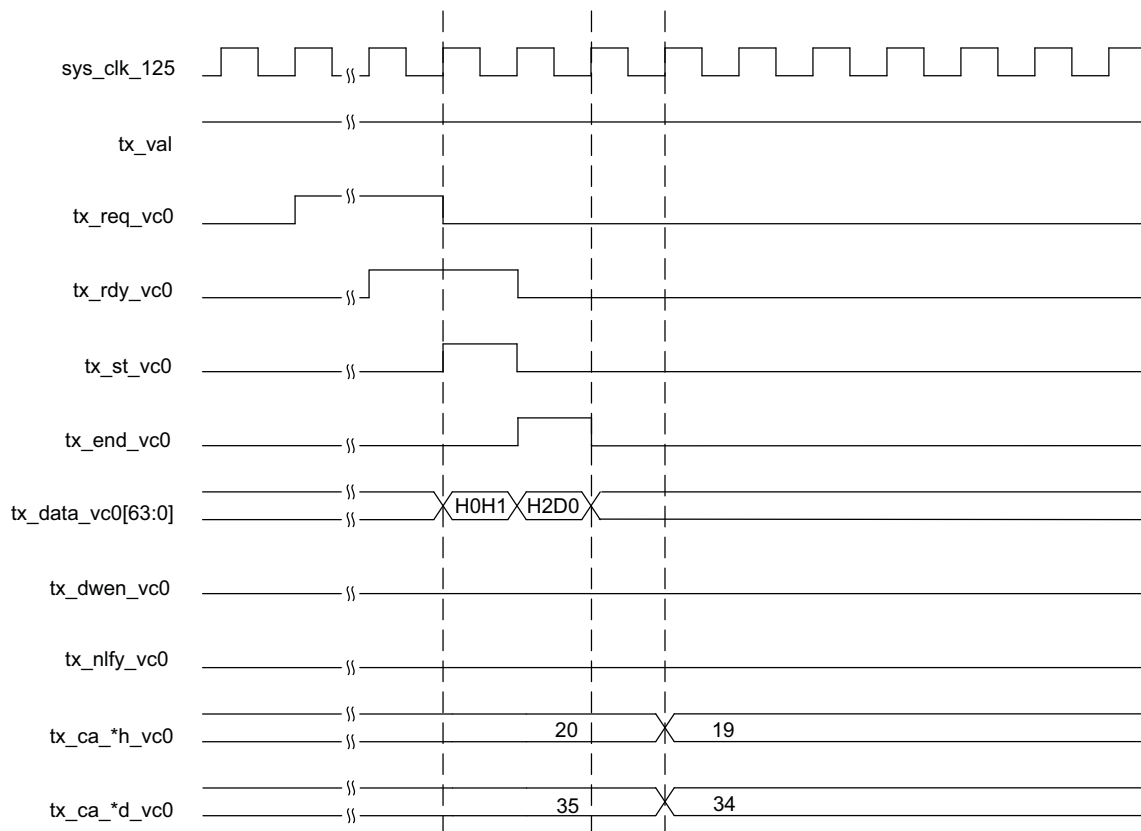 sys_clk_125
tx_val
tx_req_vc0
tx_rdy_vc0
tx_st_vc0
tx_end_vc0
tx_data_vc0[63:0] H0H1 H2D0
tx_dwen_vc0
tx_nlfy_vc0
tx_ca_*h_vc0 20 19
tx_ca_*d_vc0 35 34